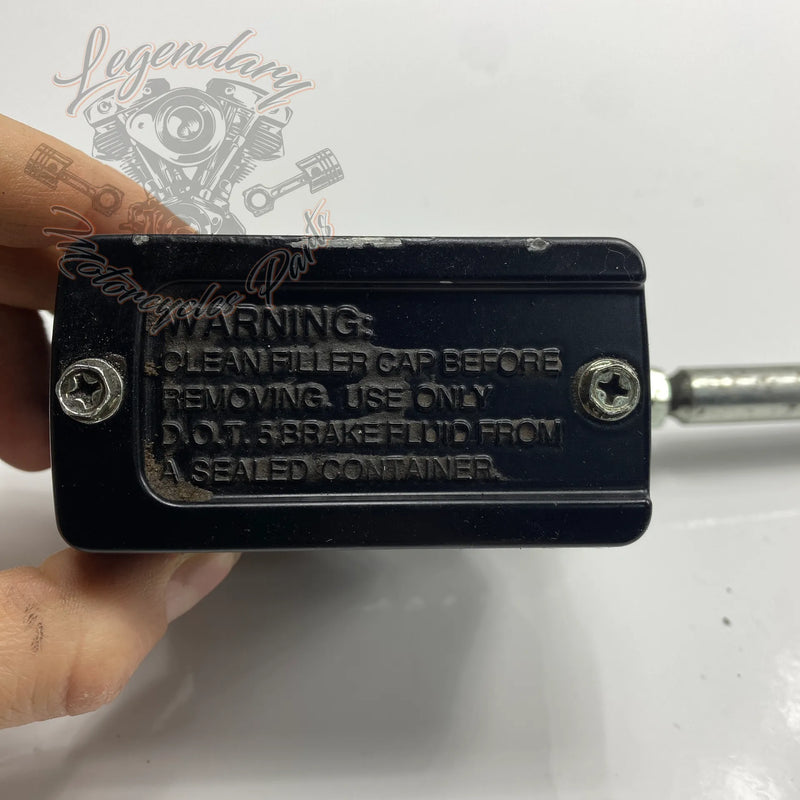 Legendary
Motorcycles Parts
WARNING:
CLEAN FILLER CAP BEFORE
REMOVING. USE ONLY
D.O.T. 5 BRAKE FLUID FROM
A SEALED CONTAINER.